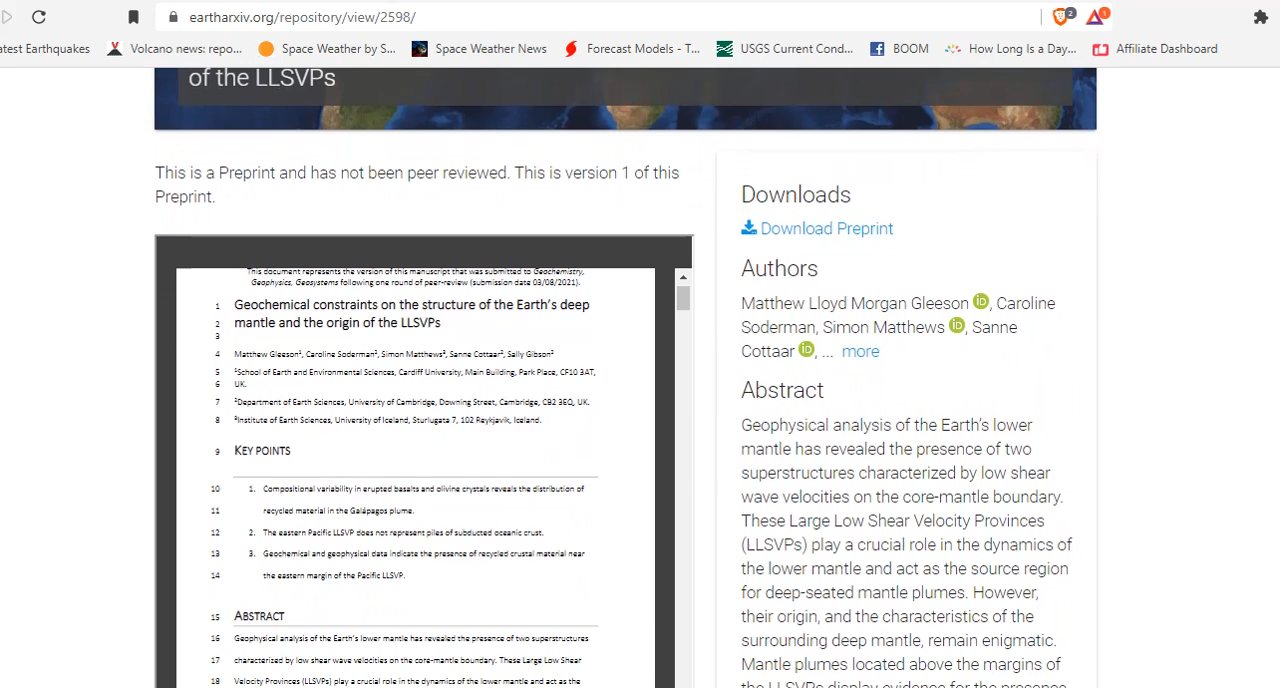 eartharxiv.org/repository/view/2598/
2
1
atest Earthquakes
Volcano news: repo...
Space Weather by S...
Space Weather News
Forecast Models - T...
USGS Current Cond...
BOOM
How Long Is a Day...
Affiliate Dashboard
of the LLSVPs
This is a Preprint and has not been peer reviewed. This is version 1 of this
Preprint.
This document represents the version of this manuscript that was submitted to Geochemistry,
Geophysics, Geosystems following one round of peer-review (submission date 03/08/2021).
1 Geochemical constraints on the structure of the Earth's deep
2 mantle and the origin of the LLSVPs
3
4 Matthew Gleeson¹, Caroline Soderman², Simon Matthews³, Sanne Cottaar², Sally Gibson²
5 ¹School of Earth and Environmental Sciences, Cardiff University, Main Building, Park Place, CF10 3AT,
6 UK.
7 ²Department of Earth Sciences, University of Cambridge, Downing Street, Cambridge, CB2 3EQ, UK.
8 ³Institute of Earth Sciences, University of Iceland, Sturlugata 7, 102 Reykjavik, Iceland.
9 KEY POINTS
10 1. Compositional variability in erupted basalts and olivine crystals reveals the distribution of
11 recycled material in the Galápagos plume.
12 2. The eastern Pacific LLSVP does not represent piles of subducted oceanic crust.
13 3. Geochemical and geophysical data indicate the presence of recycled crustal material near
14 the eastern margin of the Pacific LLSVP.
15 ABSTRACT
16 Geophysical analysis of the Earth's lower mantle has revealed the presence of two superstructures
17 characterized by low shear wave velocities on the core-mantle boundary. These Large Low Shear
18 Velocity Provinces (LLSVPs) play a crucial role in the dynamics of the lower mantle and act as the
Downloads
Download Preprint
Authors
Matthew Lloyd Morgan Gleeson iD, Caroline
Soderman, Simon Matthews iD, Sanne
Cottaar iD, ... more
Abstract
Geophysical analysis of the Earth's lower
mantle has revealed the presence of two
superstructures characterized by low shear
wave velocities on the core-mantle boundary.
These Large Low Shear Velocity Provinces
(LLSVPs) play a crucial role in the dynamics of
the lower mantle and act as the source region
for deep-seated mantle plumes. However,
their origin, and the characteristics of the
surrounding deep mantle, remain enigmatic.
Mantle plumes located above the margins of
the LLSVPs display evidence for the presence